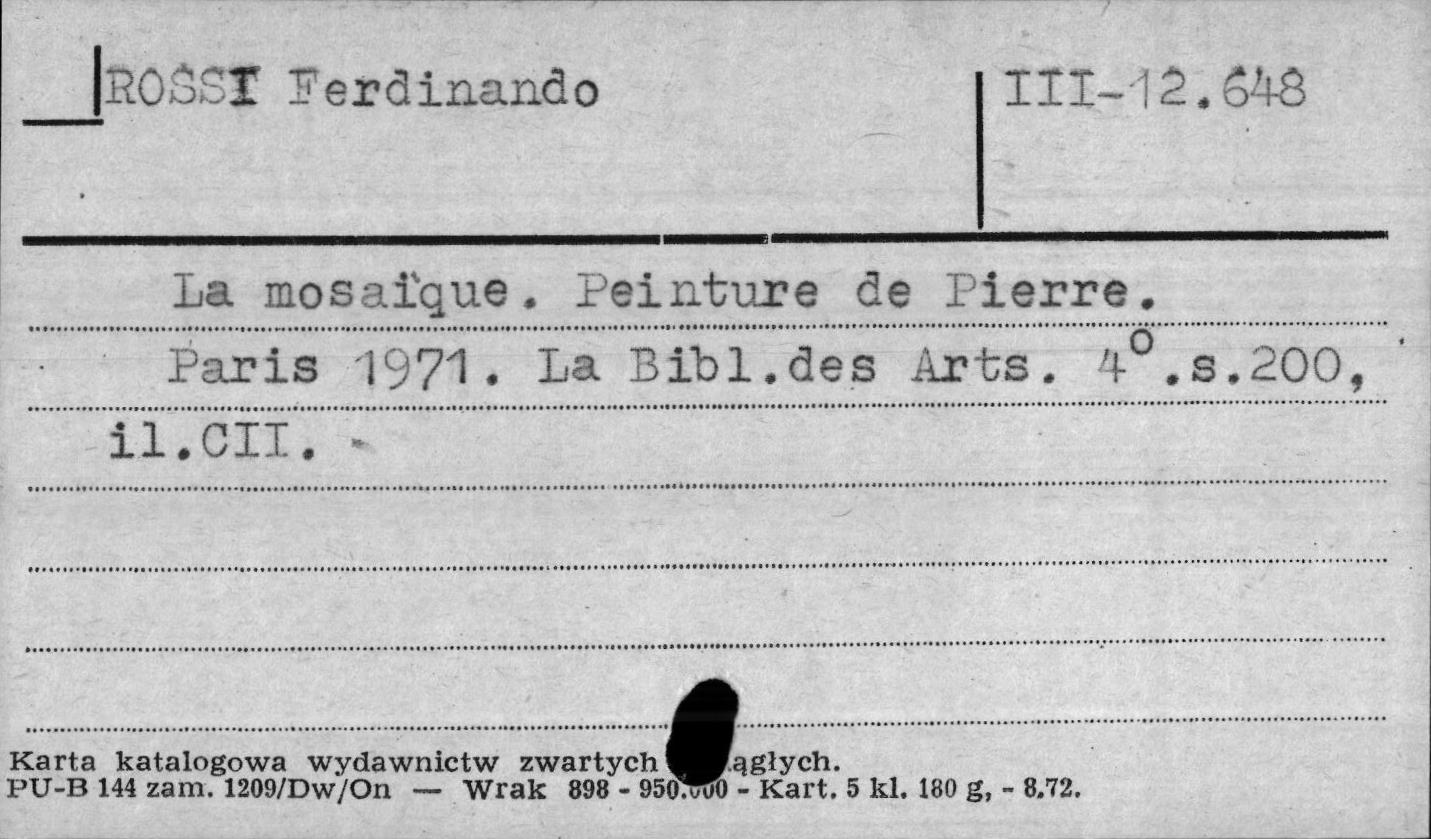 ROSSI Ferdinando
III-12.648
La mosaïque. Peinture de Pierre.
Paris 1971. La Bibl.des Arts. 4°.s.200,
il.CII.
Karta katalogowa wydawnictw zwartych
PU-B 144 zam. 1209/Dw/On — Wrak 898 - 950.000 - Kart. 5 kl. 180 g, - 8.72.